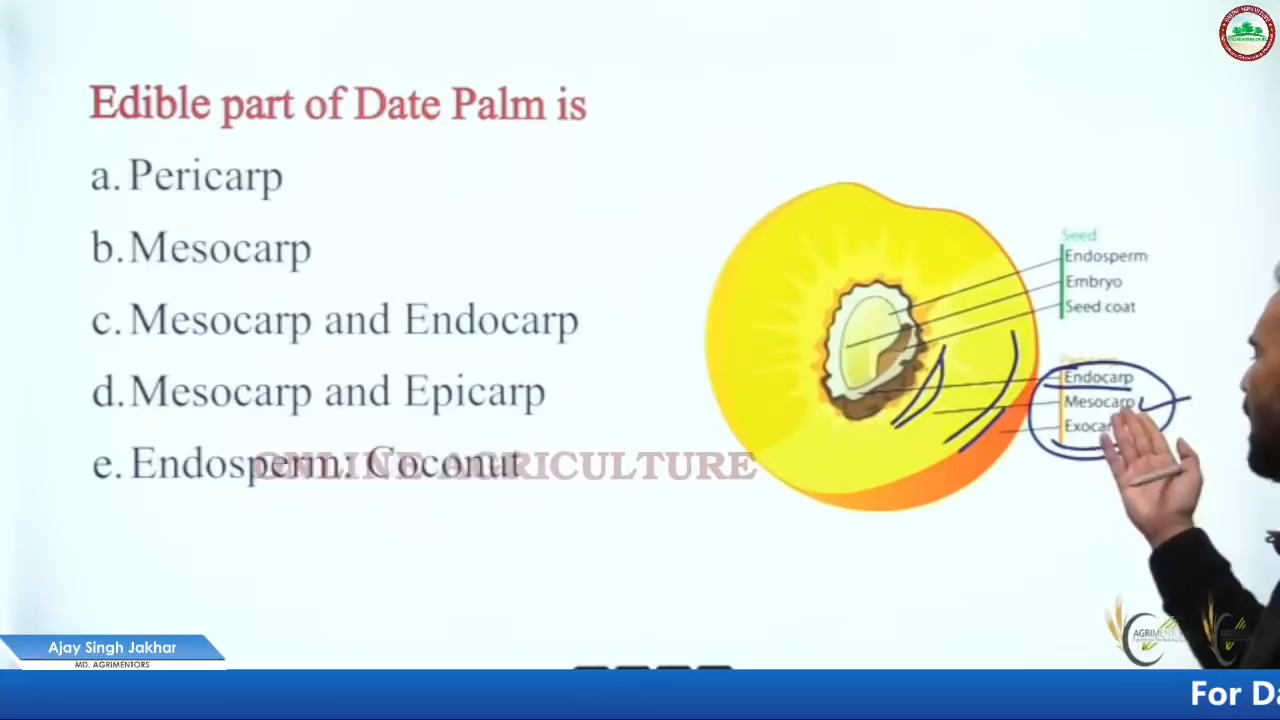 Edible part of Date Palm is
a. Pericarp
b. Mesocarp
c. Mesocarp and Endocarp
d. Mesocarp and Epicarp
e. Endosperm: Coconut
ONLINE AGRICULTURE
Seed
Endosperm
Embryo
Seed coat
Endocarp
Mesocarp
Ajay Singh Jakhar
MD. AGRIMENTORS
For Da